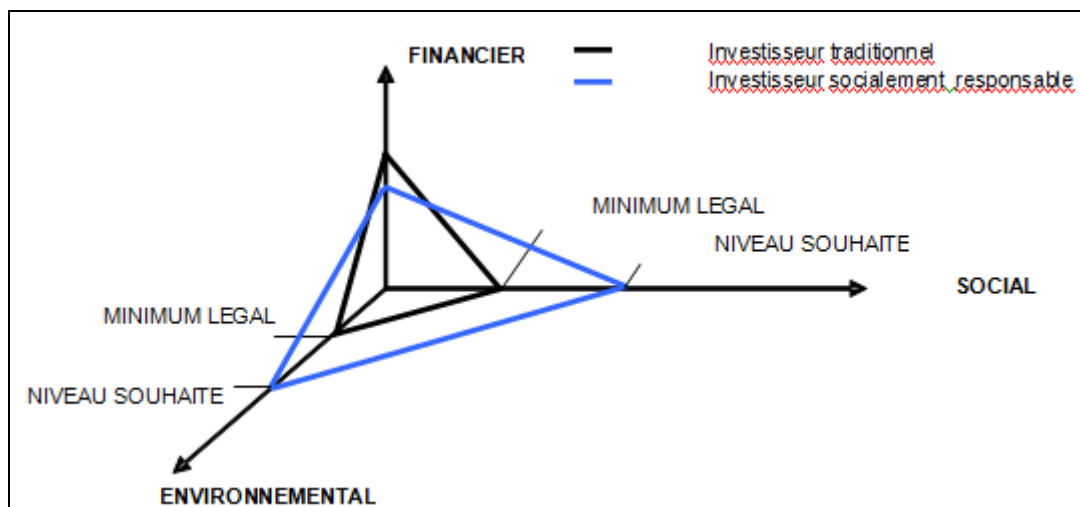 FINANCIER
Investisseur traditionnel
Investisseur socialement responsable
MINIMUM LEGAL
NIVEAU SOUHAITE
SOCIAL
MINIMUM LEGAL
NIVEAU SOUHAITE
ENVIRONNEMENTAL